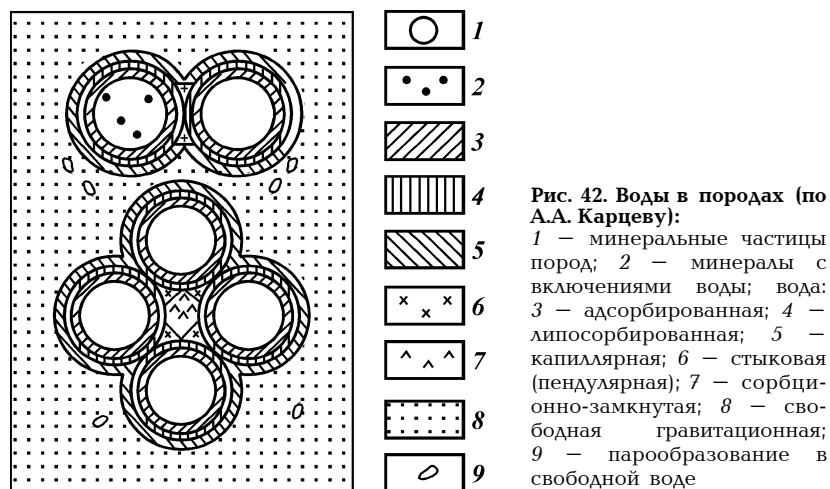 1
2
3
4
5
6
7
8
9
Рис. 42. Воды в породах (по
А.А. Карцеву):
1 — минеральные частицы
пород; 2 — минералы с
включениями воды; вода:
3 — адсорбированная; 4 —
липосорбированная; 5 —
капиллярная; 6 — стыковая
(пендулярная); 7 — сорбци-
онно-замкнутая; 8 — сво-
бодная гравитационная;
9 — парообразование в
свободной воде